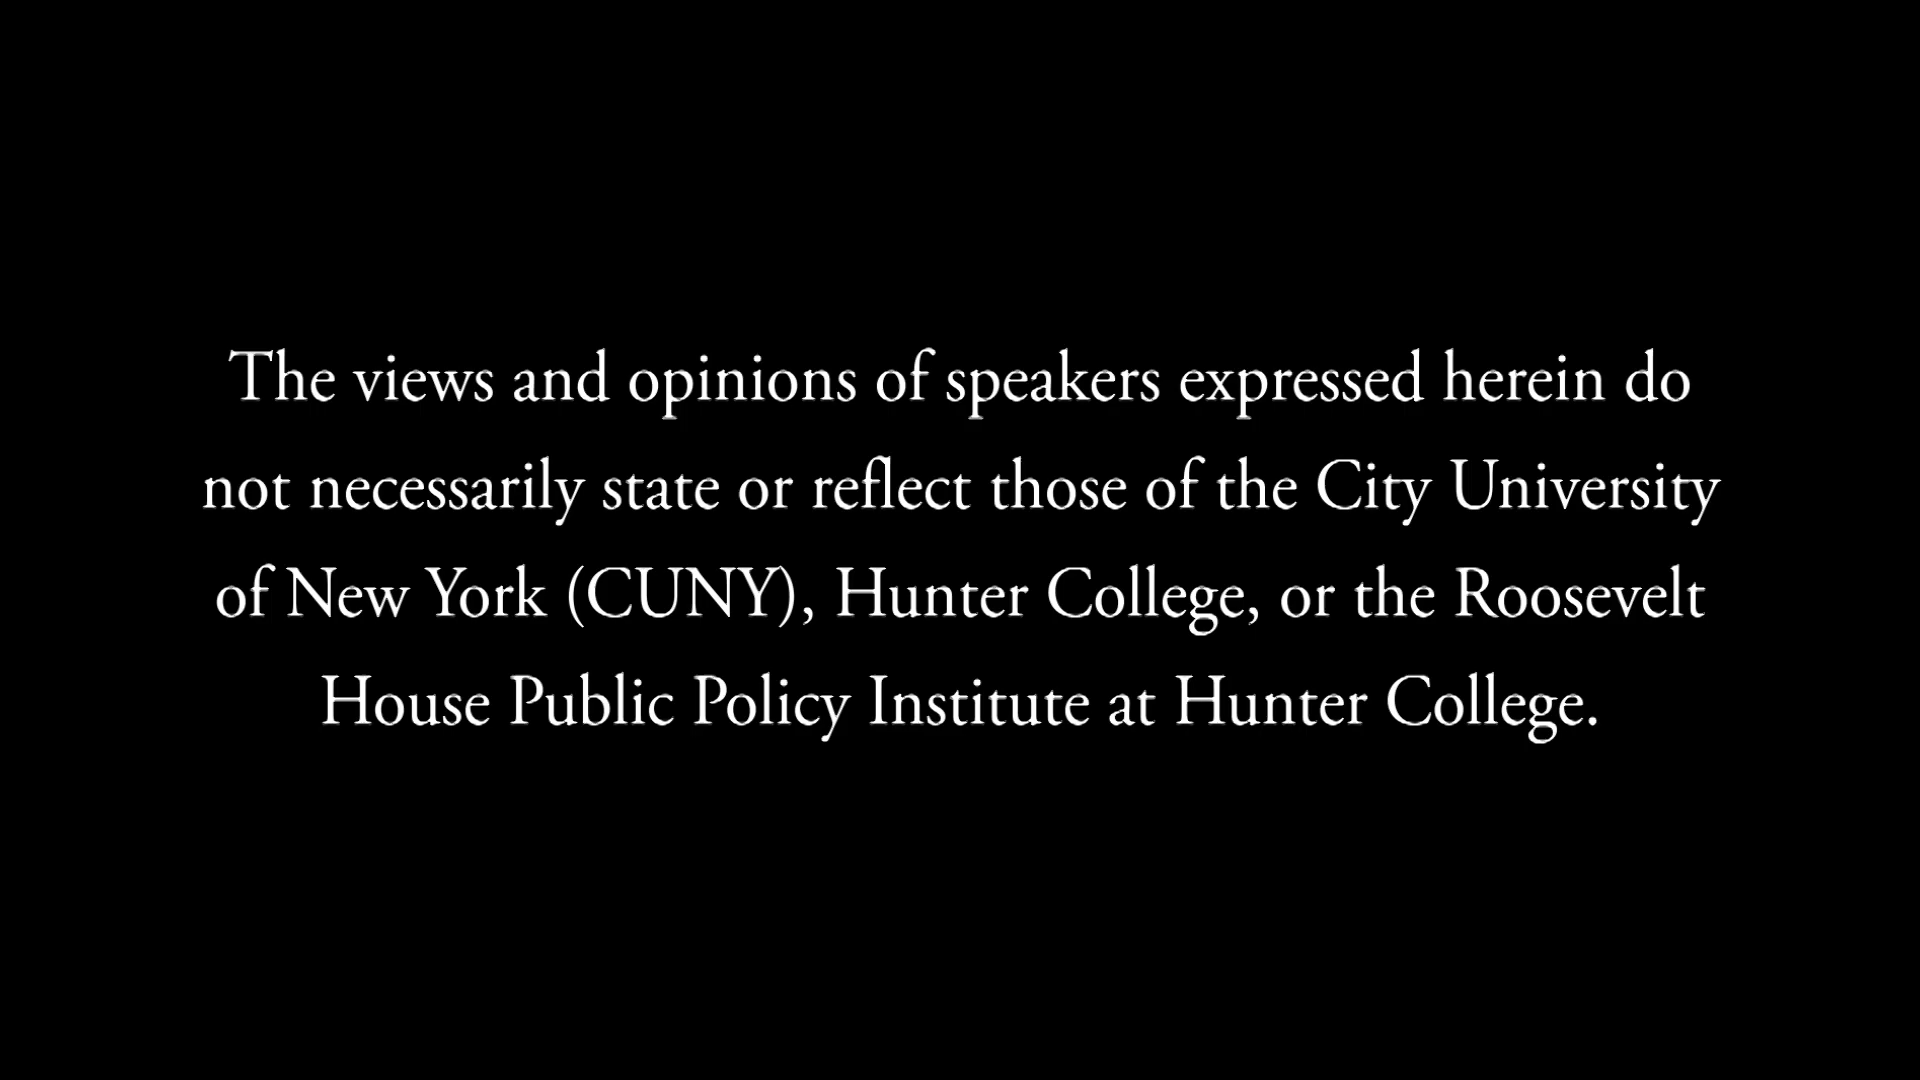 The views and opinions of speakers expressed herein do
not necessarily state or reflect those of the City University
of New York (CUNY), Hunter College, or the Roosevelt
House Public Policy Institute at Hunter College.